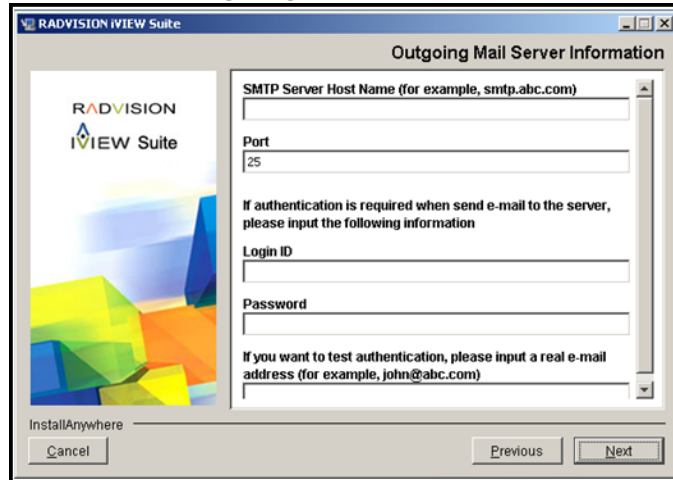 RADVISION iVIEW Suite
Outgoing Mail Server Information
RADVISION
iVIEW Suite
SMTP Server Host Name (for example, smtp.abc.com)
Port
25
If authentication is required when send e-mail to the server,
please input the following information
Login ID
Password
If you want to test authentication, please input a real e-mail
address (for example, john@abc.com)
InstallAnywhere
Cancel
Previous
Next